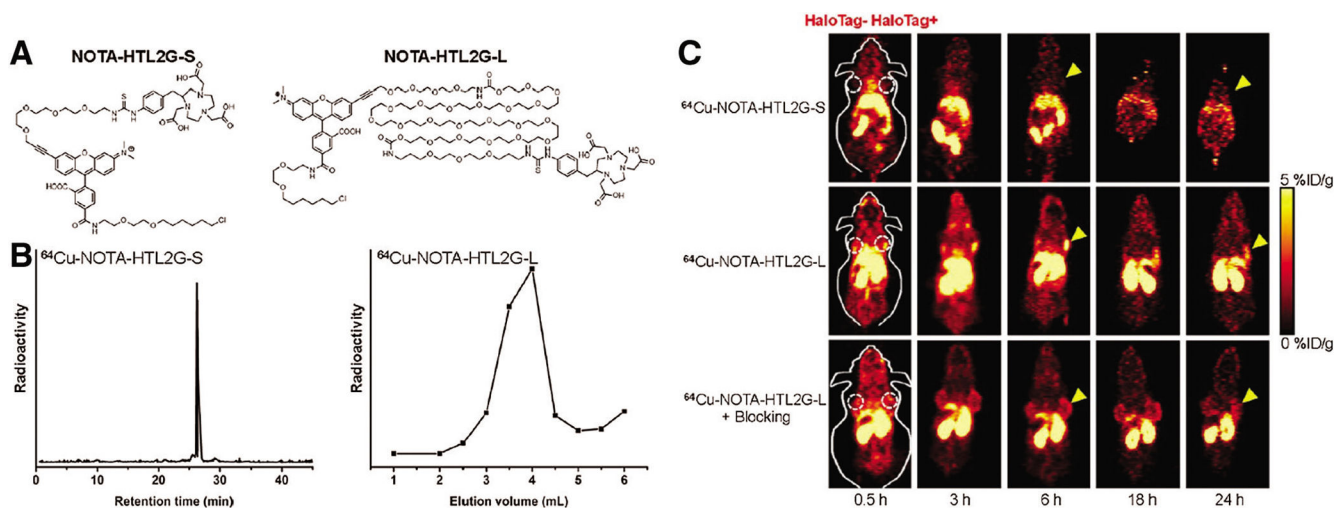 A
NOTA-HTL2G-S
NOTA-HTL2G-L
B
⁶⁴Cu-NOTA-HTL2G-S
Radioactivity
0 10 20 30 40
Retention time (min)
⁶⁴Cu-NOTA-HTL2G-L
Radioactivity
1 2 3 4 5 6
Elution volume (mL)
C
HaloTag- HaloTag+
⁶⁴Cu-NOTA-HTL2G-S
⁶⁴Cu-NOTA-HTL2G-L
⁶⁴Cu-NOTA-HTL2G-L
+ Blocking
0.5 h 3 h 6 h 18 h 24 h
5 %ID/g
0 %ID/g